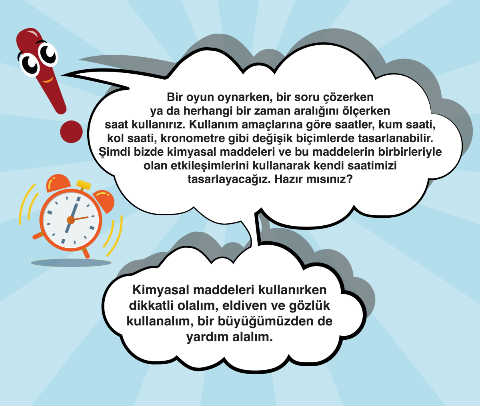 Bir oyun oynarken, bir soru çözerken
ya da herhangi bir zaman aralığını ölçerken
saat kullanırız. Kullanım amaçlarına göre saatler, kum saati,
kol saati, kronometre gibi değişik biçimlerde tasarlanabilir.
Şimdi bizde kimyasal maddeleri ve bu maddelerin birbirleriyle
olan etkileşimlerini kullanarak kendi saatimizi
tasarlayacağız. Hazır mısınız?
Kimyasal maddeleri kullanırken
dikkatli olalım, eldiven ve gözlük
kullanalım, bir büyüğümüzden de
yardım alalım.